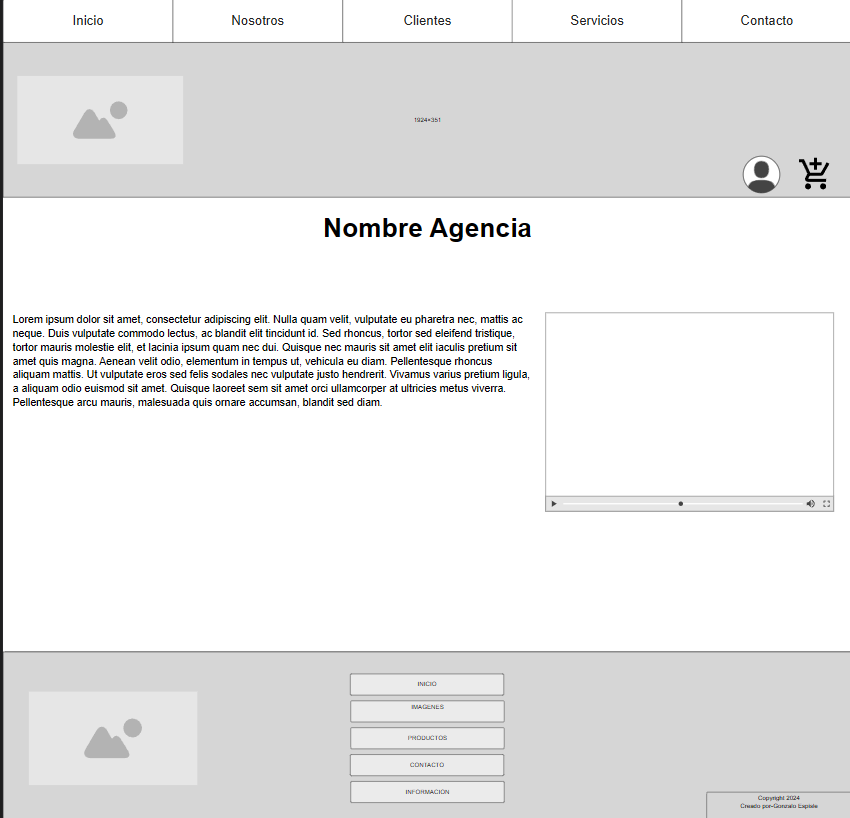 Inicio
Nosotros
Clientes
Servicios
Contacto
1924×351
Nombre Agencia
Lorem ipsum dolor sit amet, consectetur adipiscing elit. Nulla quam velit, vulputate eu pharetra nec, mattis ac
neque. Duis vulputate commodo lectus, ac blandit elit tincidunt id. Sed rhoncus, tortor sed eleifend tristique,
tortor mauris molestie elit, et lacinia ipsum quam nec dui. Quisque nec mauris sit amet elit iaculis pretium sit
amet quis magna. Aenean velit odio, elementum in tempus ut, vehicula eu diam. Pellentesque rhoncus
aliquam mattis. Ut vulputate eros sed felis sodales nec vulputate justo hendrerit. Vivamus varius pretium ligula,
a aliquam odio euismod sit amet. Quisque laoreet sem sit amet orci ullamcorper at ultricies metus viverra.
Pellentesque arcu mauris, malesuada quis ornare accumsan, blandit sed diam.
INICIO
IMAGENES
PRODUCTOS
CONTACTO
INFORMACION
Copyright 2024
Creado por-Gonzalo Espiele